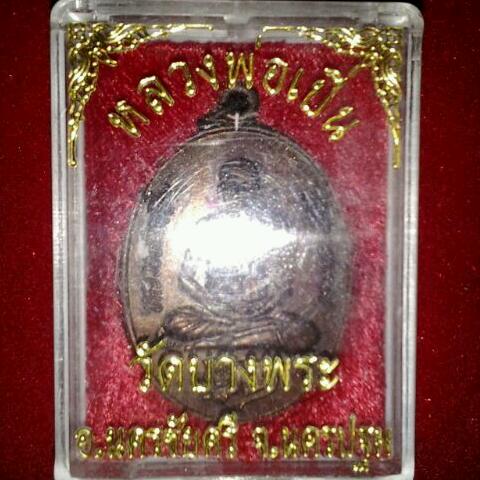 หลวงพ่อเปิ่น
วัดบางพระ
อ.นครชัยศรี จ.นครปฐม